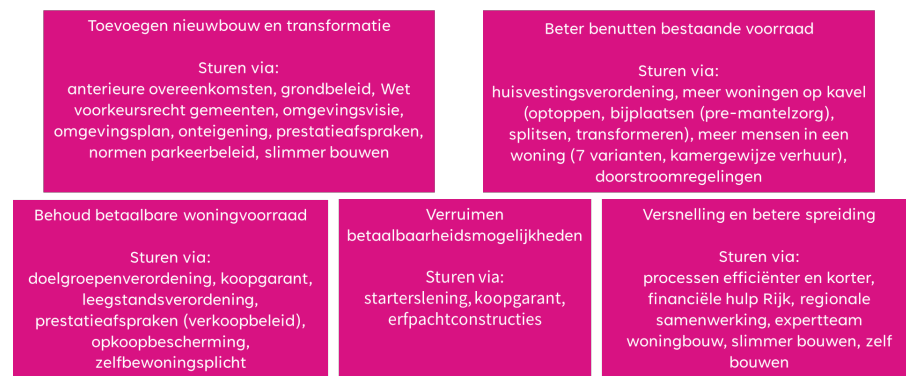 Toevoegen nieuwbouw en transformatie
Sturen via:
anterieure overeenkomsten, grondbeleid, Wet
voorkeursrecht gemeenten, omgevingsvisie,
omgevingsplan, onteigening, prestatieafspraken,
normen parkeerbeleid, slimmer bouwen
Beter benutten bestaande voorraad
Sturen via:
huisvestingsverordening, meer woningen op kavel
(optoppen, bijplaatsen (pre-mantelzorg),
splitsen, transformeren), meer mensen in een
woning (7 varianten, kamergewijze verhuur),
doorstroomregelingen
Behoud betaalbare woningvoorraad
Sturen via:
doelgroepenverordening, koopgarant,
leegstandsverordening,
prestatieafspraken (verkoopbeleid),
opkoopbescherming,
zelfbewoningsplicht
Verruimen
betaalbaarheidsmogelijkheden
Sturen via:
starterslening, koopgarant,
erfpachtconstructies
Versnelling en betere spreiding
Sturen via:
processen efficiënter en korter,
financiële hulp Rijk, regionale
samenwerking, expertteam
woningbouw, slimmer bouwen, zelf
bouwen